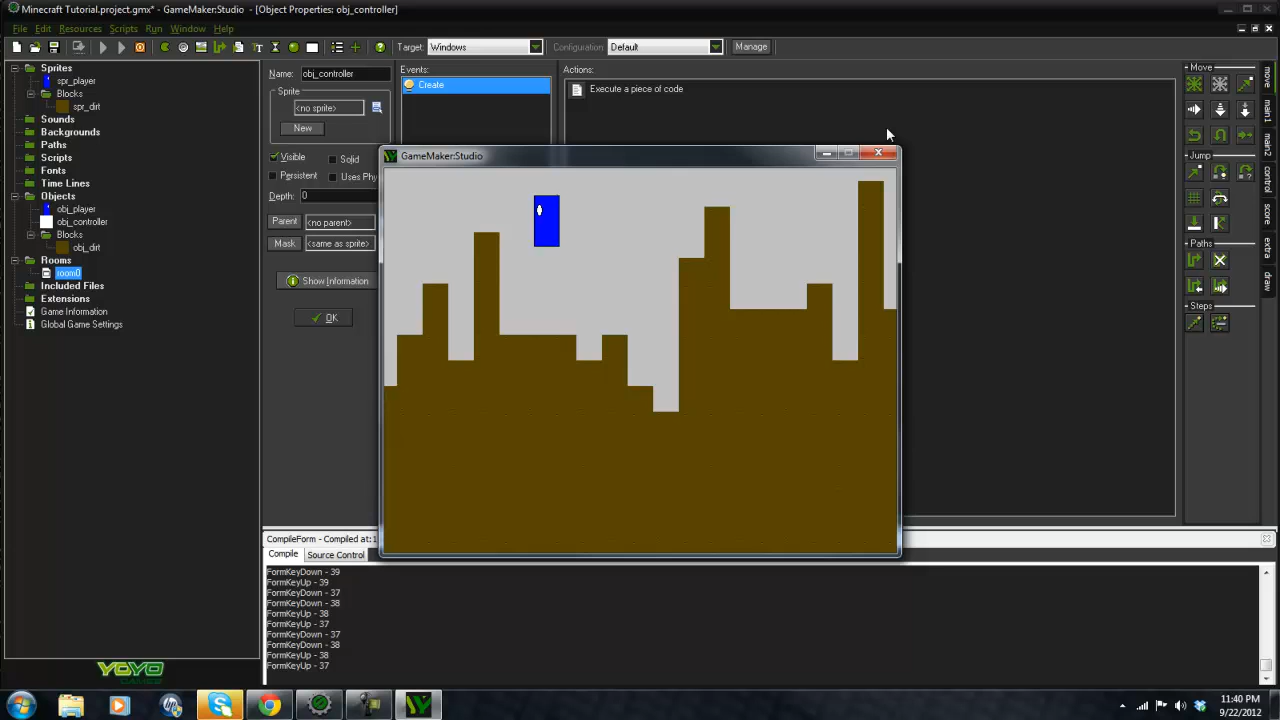 Minecraft Tutorial.project.gmx* - GameMaker:Studio - [Object Properties: obj_controller]
File Edit Resources Scripts Run Window Help
Target: Windows Configuration: Default Manage
Sprites
spr_player
Blocks
spr_dirt
Sounds
Backgrounds
Paths
Scripts
Fonts
Time Lines
Objects
obj_player
obj_controller
Blocks
obj_dirt
Rooms
room0
Included Files
Extensions
Game Information
Global Game Settings
YOYO
GAMES
Name: obj_controller
Sprite
<no sprite>
New
Visible Solid
Persistent Uses Phy
Depth: 0
Parent <no parent>
Mask <same as sprite>
Show Information
OK
Events:
Create
Actions:
Execute a piece of code
GameMaker:Studio
Move
Jump
Paths
Steps
move
main1
main2
control
score
extra
draw
CompileForm - Compiled at:1
Compile Source Control
FormKeyDown - 39
FormKeyUp - 39
FormKeyDown - 37
FormKeyDown - 38
FormKeyUp - 38
FormKeyUp - 37
FormKeyDown - 37
FormKeyDown - 38
FormKeyUp - 38
FormKeyUp - 37
11:40 PM
9/22/2012